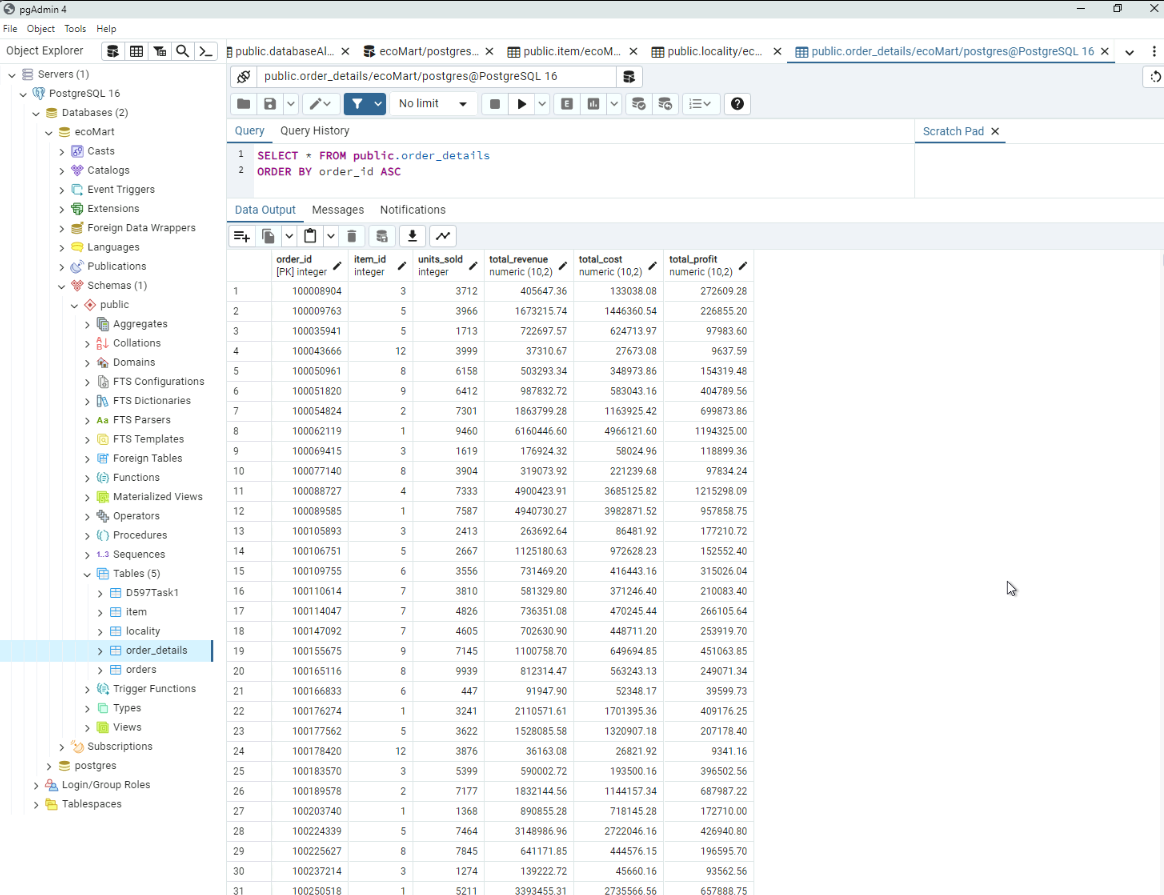 pgAdmin 4
File Object Tools Help
Object Explorer
public.databaseAl...
ecoMart/postgres...
public.item/ecoM...
public.locality/ec...
public.order_details/ecoMart/postgres@PostgreSQL 16
Servers (1)
PostgreSQL 16
Databases (2)
ecoMart
Casts
Catalogs
Event Triggers
Extensions
Foreign Data Wrappers
Languages
Publications
Schemas (1)
public
Aggregates
Collations
Domains
FTS Configurations
FTS Dictionaries
Aa FTS Parsers
FTS Templates
Foreign Tables
Functions
Materialized Views
Operators
Procedures
1..3 Sequences
Tables (5)
D597Task1
item
locality
order_details
orders
Trigger Functions
Types
Views
Subscriptions
postgres
Login/Group Roles
Tablespaces
public.order_details/ecoMart/postgres@PostgreSQL 16
No limit
E
Query Query History
Scratch Pad
1 SELECT * FROM public.order_details
2 ORDER BY order_id ASC
Data Output Messages Notifications
order_id item_id units_sold total_revenue total_cost total_profit
[PK] integer integer integer numeric (10,2) numeric (10,2) numeric (10,2)
1 100008904 3 3712 405647.36 133038.08 272609.28
2 100009763 5 3966 1673215.74 1446360.54 226855.20
3 100035941 5 1713 722697.57 624713.97 97983.60
4 100043666 12 3999 37310.67 27673.08 9637.59
5 100050961 8 6158 503293.34 348973.86 154319.48
6 100051820 9 6412 987832.72 583043.16 404789.56
7 100054824 2 7301 1863799.28 1163925.42 699873.86
8 100062119 1 9460 6160446.60 4966121.60 1194325.00
9 100069415 3 1619 176924.32 58024.96 118899.36
10 100077140 8 3904 319073.92 221239.68 97834.24
11 100088727 4 7333 4900423.91 3685125.82 1215298.09
12 100089585 1 7587 4940730.27 3982871.52 957858.75
13 100105893 3 2413 263692.64 86481.92 177210.72
14 100106751 5 2667 1125180.63 972628.23 152552.40
15 100109755 6 3556 731469.20 416443.16 315026.04
16 100110614 7 3810 581329.80 371246.40 210083.40
17 100114047 7 4826 736351.08 470245.44 266105.64
18 100147092 7 4605 702630.90 448711.20 253919.70
19 100155675 9 7145 1100758.70 649694.85 451063.85
20 100165116 8 9939 812314.47 563243.13 249071.34
21 100166833 6 447 91947.90 52348.17 39599.73
22 100176274 1 3241 2110571.61 1701395.36 409176.25
23 100177562 5 3622 1528085.58 1320907.18 207178.40
24 100178420 12 3876 36163.08 26821.92 9341.16
25 100183570 3 5399 590002.72 193500.16 396502.56
26 100189578 2 7177 1832144.56 1144157.34 687987.22
27 100203740 1 1368 890855.28 718145.28 172710.00
28 100224339 5 7464 3148986.96 2722046.16 426940.80
29 100225627 8 7845 641171.85 444576.15 196595.70
30 100237214 3 1274 139222.72 45660.16 93562.56
31 100250518 1 5211 3393455.31 2735566.56 657888.75